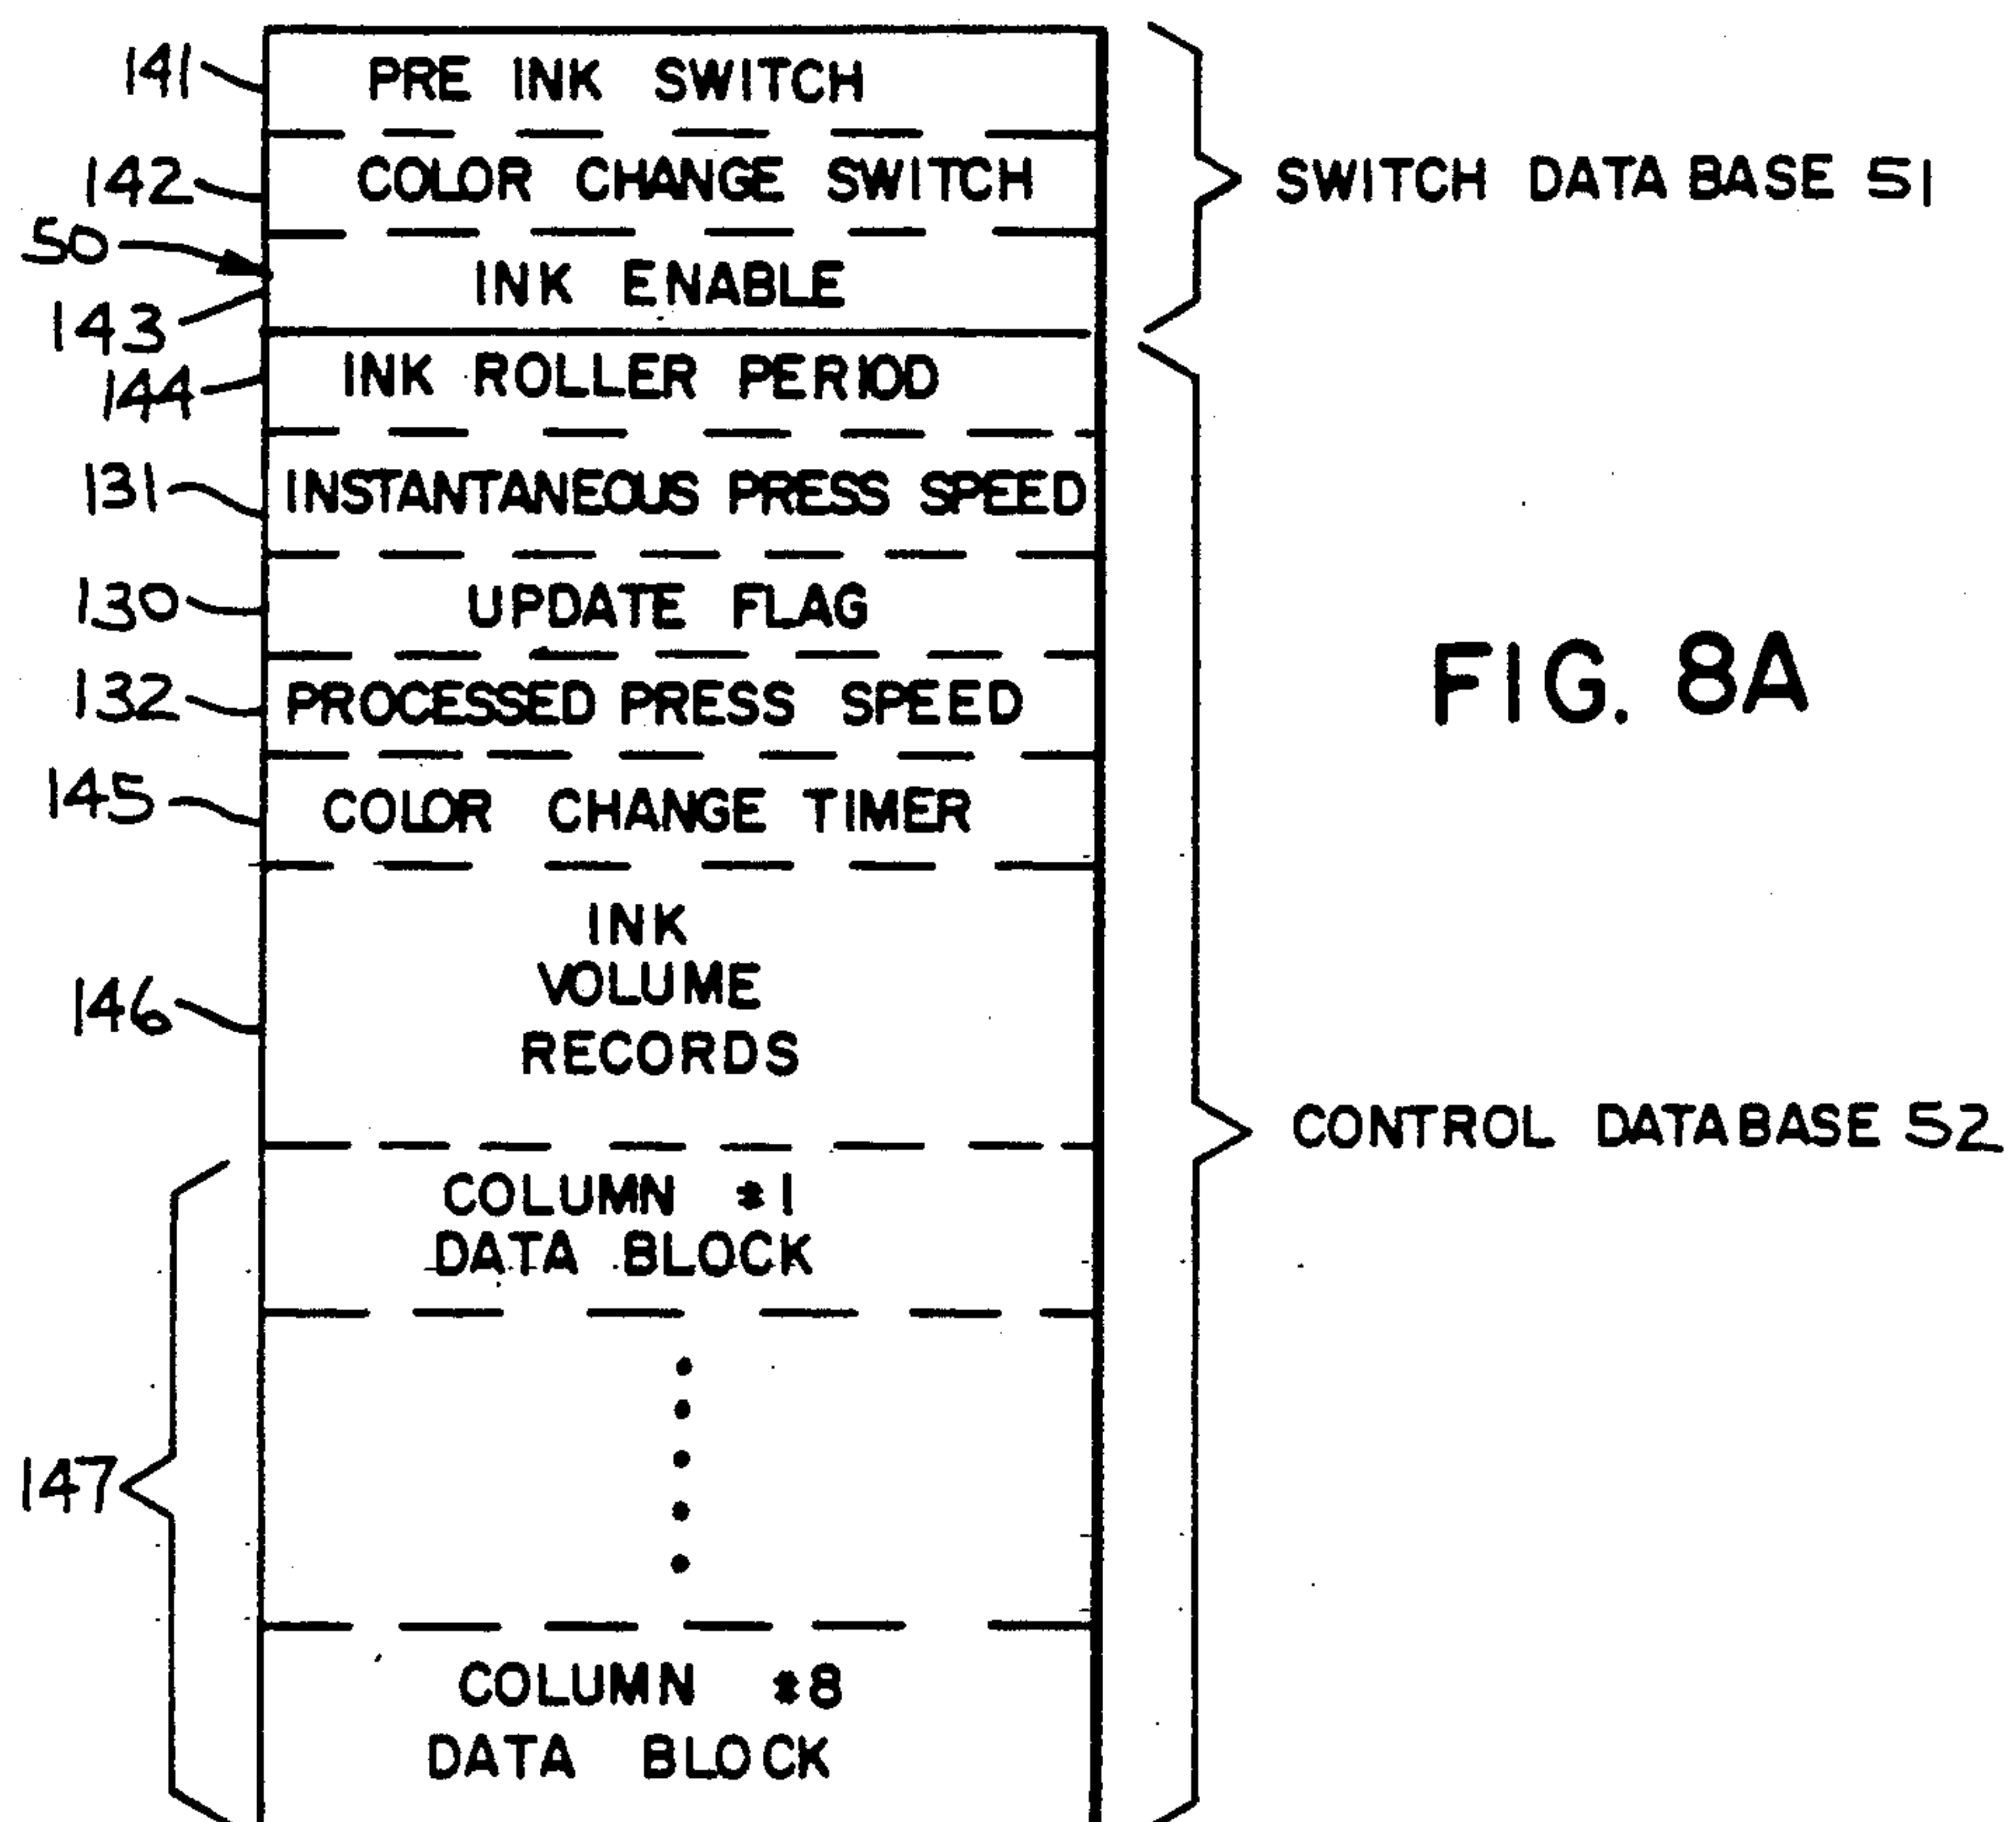 141 PRE INK SWITCH
142 COLOR CHANGE SWITCH
SWITCH DATA BASE 51
50
INK ENABLE
143
144 INK ROLLER PERIOD
131 INSTANTANEOUS PRESS SPEED
130 UPDATE FLAG
FIG. 8A
132 PROCESSED PRESS SPEED
145 COLOR CHANGE TIMER
INK
VOLUME
146 RECORDS
CONTROL DATABASE 52
COLUMN #1
DATA BLOCK
147
COLUMN #8
DATA BLOCK